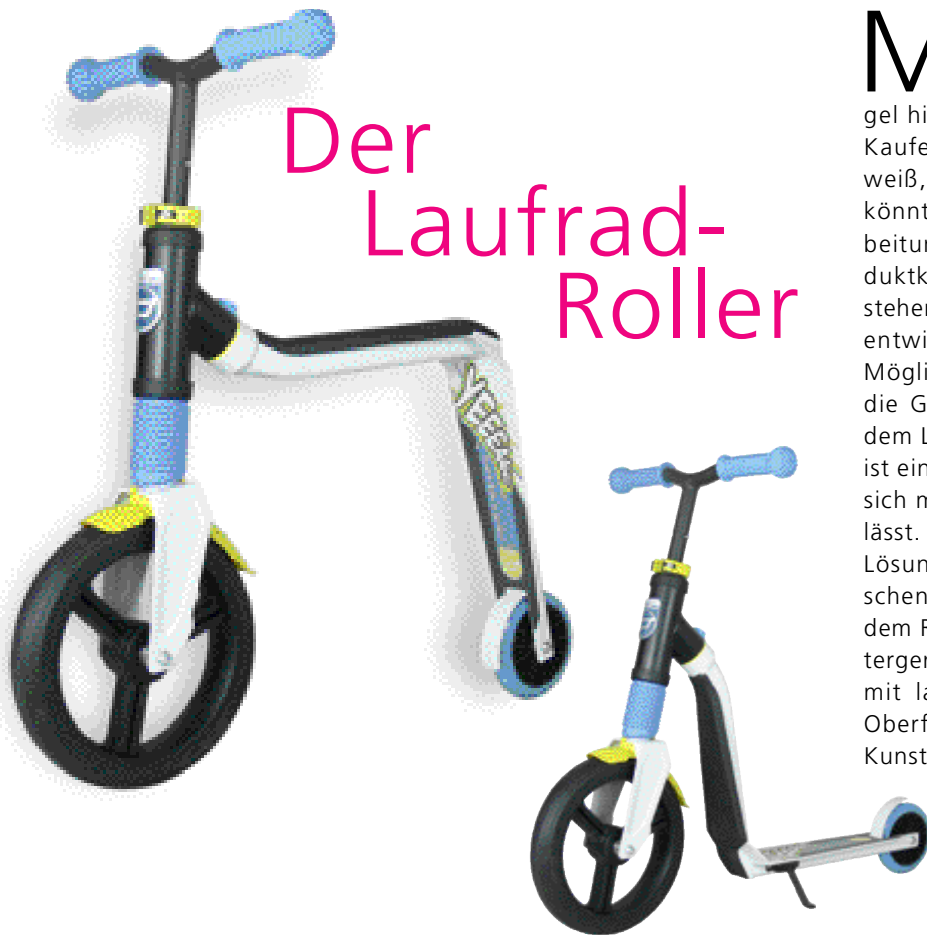 Der
Laufrad-
Roller
M
gel hi
Kaufe
weiß,
könnt
beitun
duktk
stehen
entwi
Mögli
die G
dem L
ist ein
sich m
lässt.
Lösun
schen
dem F
terger
mit la
Oberf
Kunst